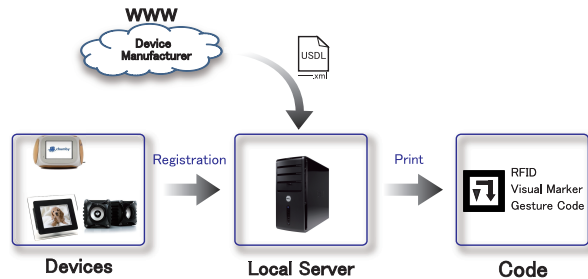 WWW
Device
Manufacturer
USDL
.xml
Registration
Print
RFID
Visual Marker
Gesture Code
Devices
Local Server
Code